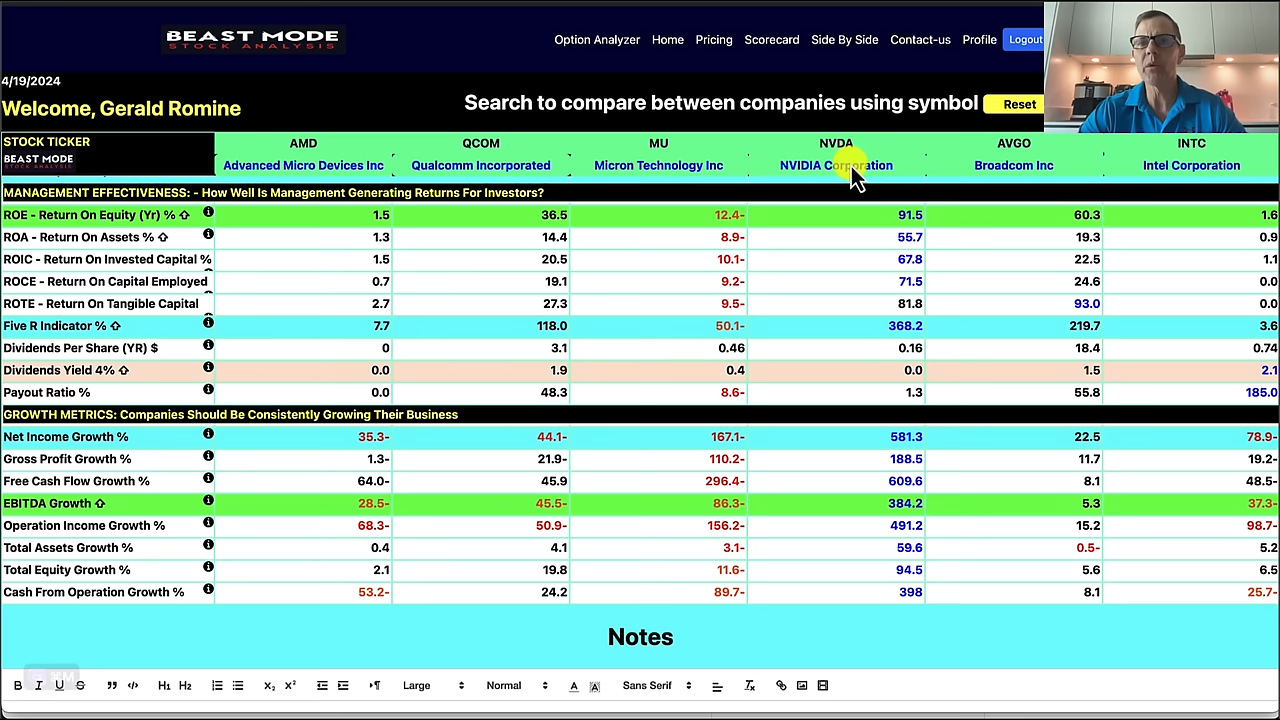 BEAST MODE
STOCK ANALYSIS
Option Analyzer Home Pricing Scorecard Side By Side Contact-us Profile Logout
4/19/2024
Welcome, Gerald Romine
Search to compare between companies using symbol Reset
STOCK TICKER AMD QCOM MU NVDA AVGO INTC
BEAST MODE
STOCK ANALYSIS
Advanced Micro Devices Inc Qualcomm Incorporated Micron Technology Inc NVIDIA Corporation Broadcom Inc Intel Corporation
MANAGEMENT EFFECTIVENESS: - How Well Is Management Generating Returns For Investors?
ROE - Return On Equity (Yr) % 1.5 36.5 12.4- 91.5 60.3 1.6
ROA - Return On Assets % 1.3 14.4 8.9- 55.7 19.3 0.9
ROIC - Return On Invested Capital % 1.5 20.5 10.1- 67.8 22.5 1.1
ROCE - Return On Capital Employed 0.7 19.1 9.2- 71.5 24.6 0.0
ROTE - Return On Tangible Capital 2.7 27.3 9.5- 81.8 93.0 0.0
Five R Indicator % 7.7 118.0 50.1- 368.2 219.7 3.6
Dividends Per Share (YR) $ 0 3.1 0.46 0.16 18.4 0.74
Dividends Yield 4% 0.0 1.9 0.4 0.0 1.5 2.1
Payout Ratio % 0.0 48.3 8.6- 1.3 55.8 185.0
GROWTH METRICS: Companies Should Be Consistently Growing Their Business
Net Income Growth % 35.3- 44.1- 167.1- 581.3 22.5 78.9-
Gross Profit Growth % 1.3- 21.9- 110.2- 188.5 11.7 19.2-
Free Cash Flow Growth % 64.0- 45.9 296.4- 609.6 8.1 48.5-
EBITDA Growth 28.5- 45.5- 86.3- 384.2 5.3 37.3-
Operation Income Growth % 68.3- 50.9- 156.2- 491.2 15.2 98.7-
Total Assets Growth % 0.4 4.1 3.1- 59.6 0.5- 5.2
Total Equity Growth % 2.1 19.8 11.6- 94.5 5.6 6.5
Cash From Operation Growth % 53.2- 24.2 89.7- 398 8.1 25.7-
Notes
B I U S H1 H2 X2 X2 Large Normal A A Sans Serif Tx